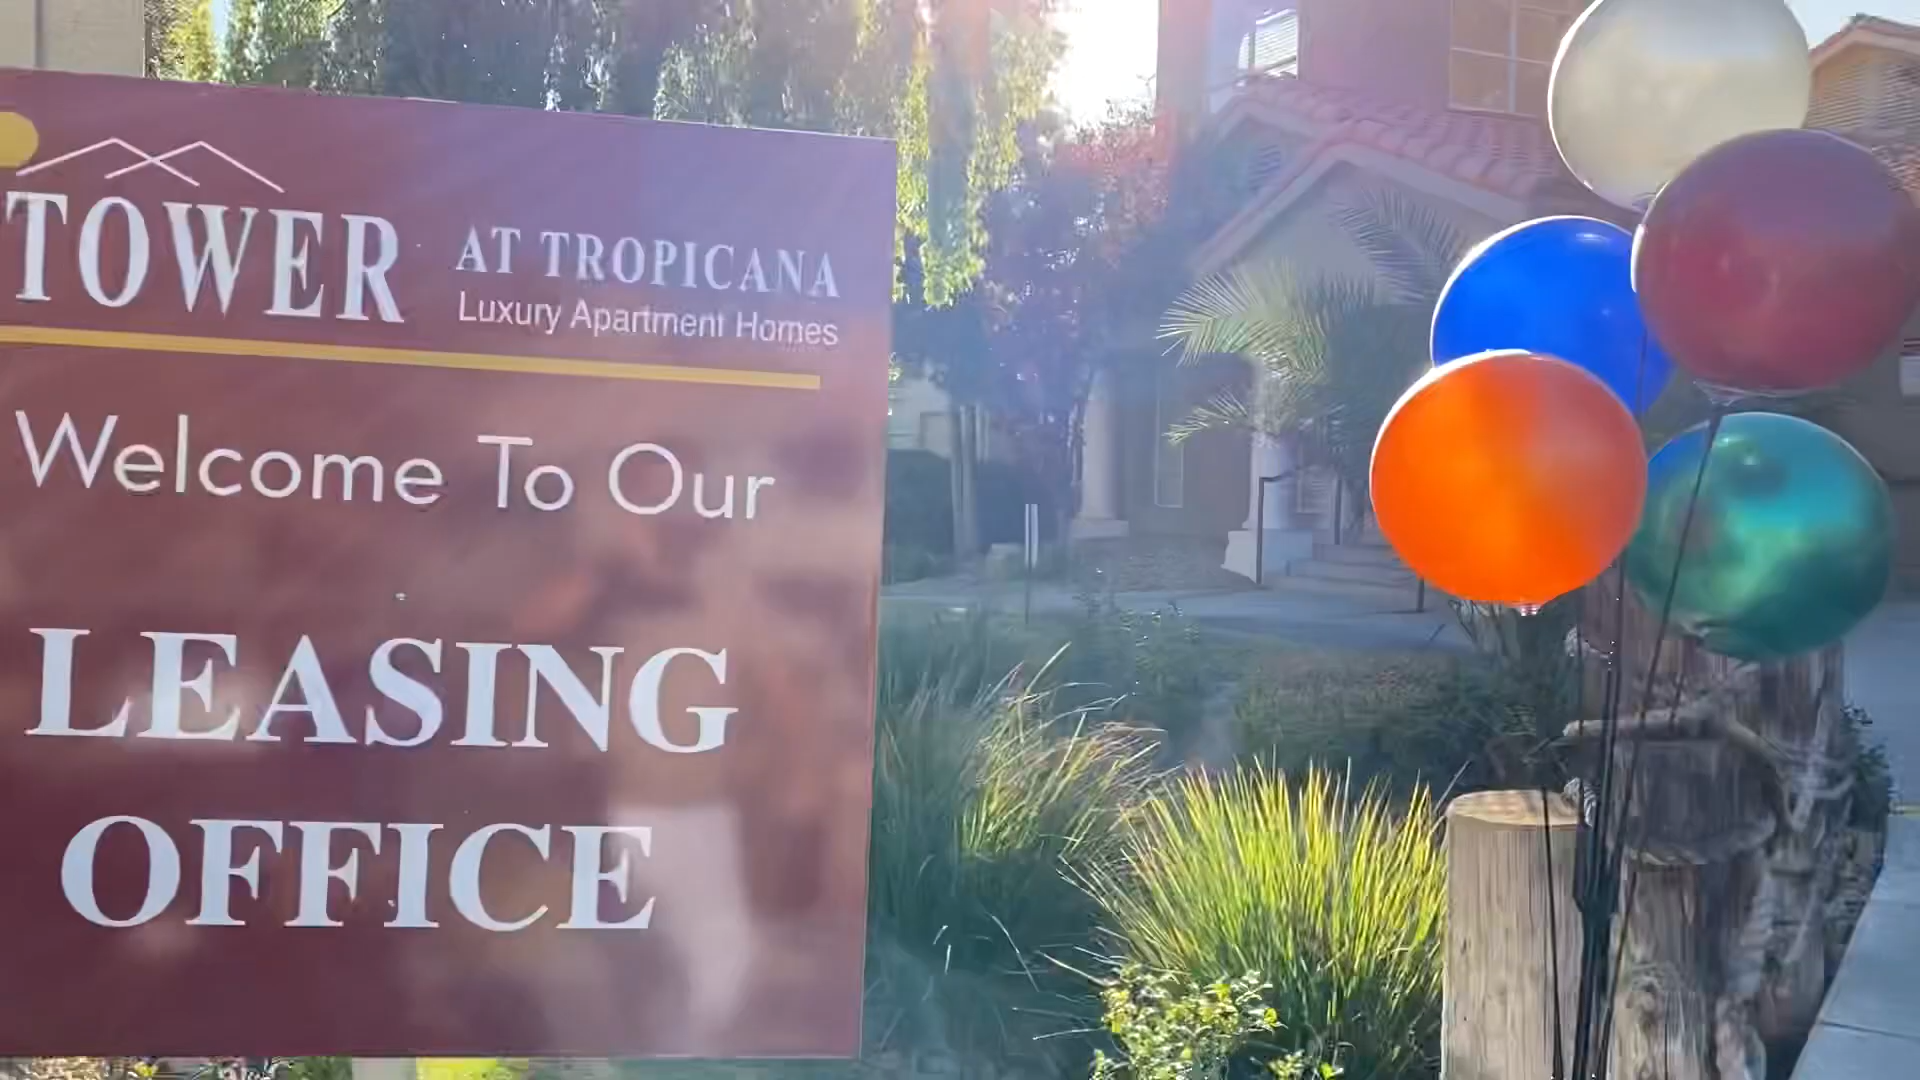 TOWER AT TROPICANA
Luxury Apartment Homes
Welcome To Our
LEASING
OFFICE